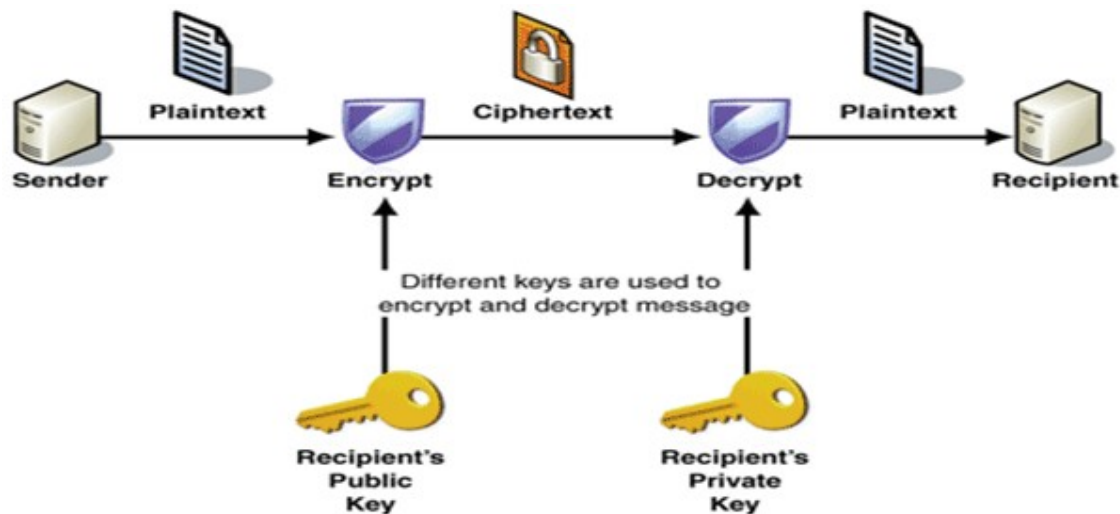 Plaintext
Ciphertext
Plaintext
Sender
Encrypt
Decrypt
Recipient
Different keys are used to
encrypt and decrypt message
Recipient's
Public
Key
Recipient's
Private
Key